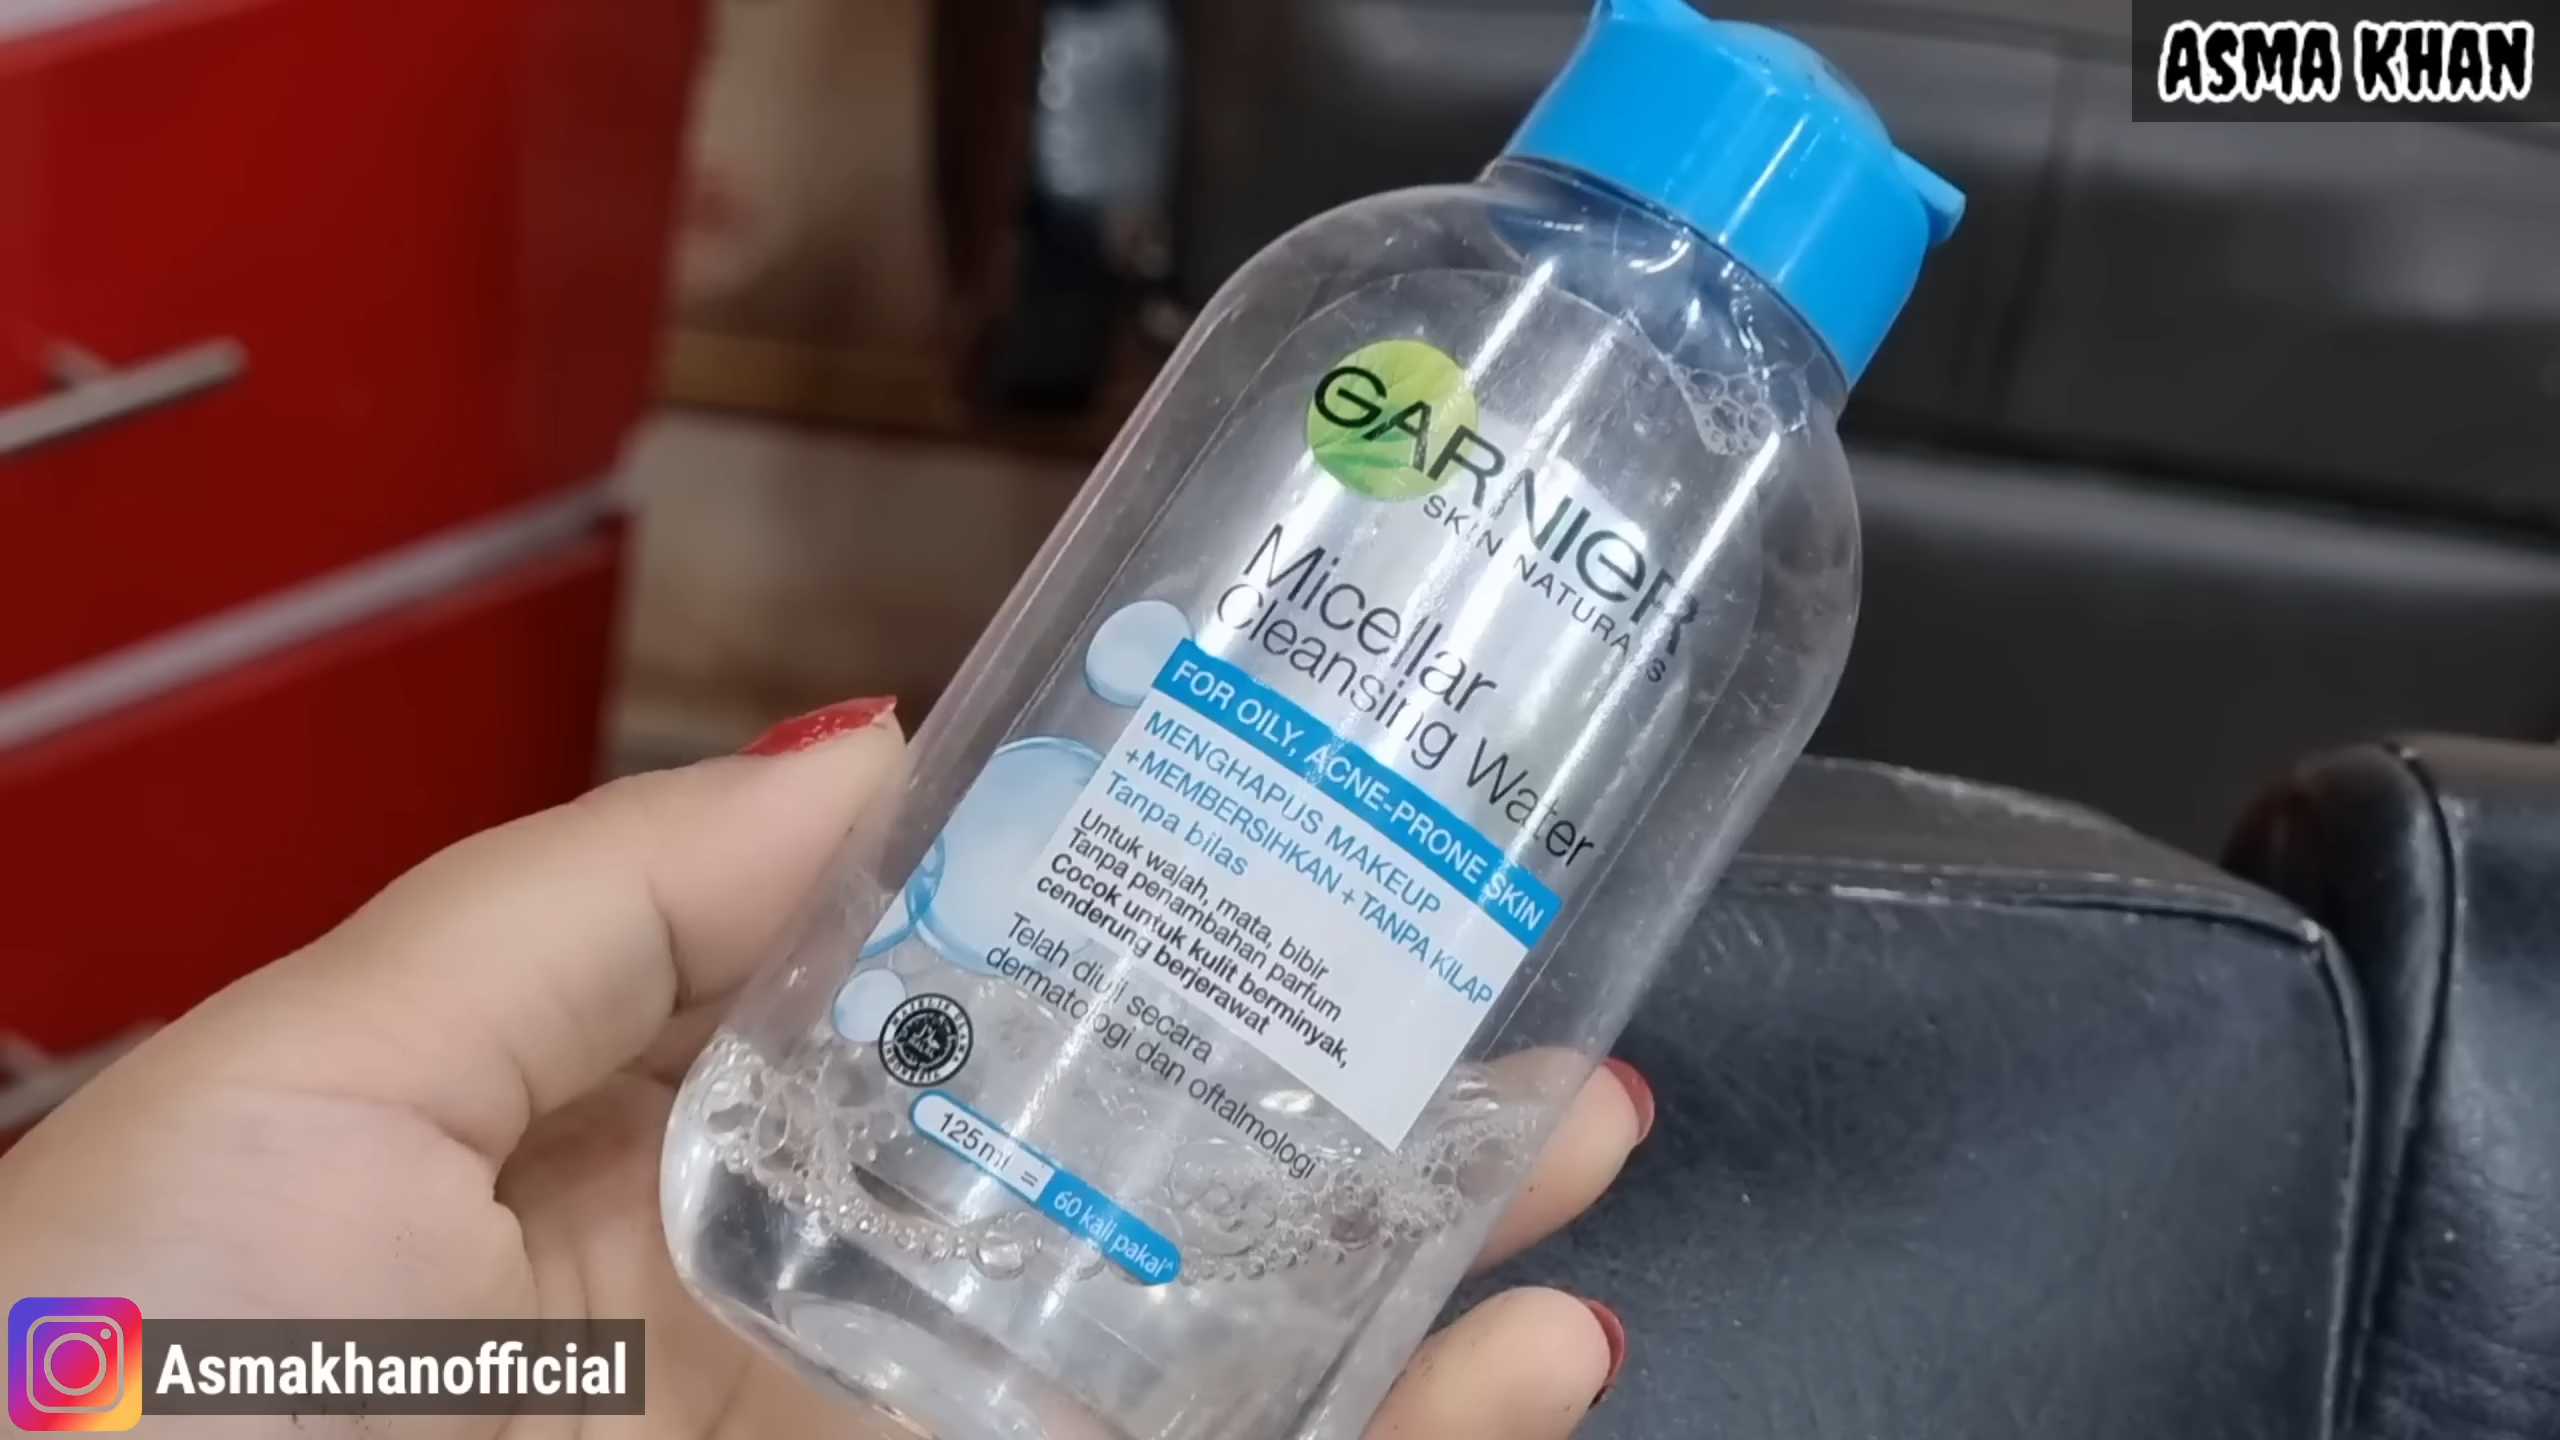 ASMA KHAN
GARNIER
SKIN NATURALS
Micellar
Cleansing Water
FOR OILY, ACNE-PRONE SKIN
MENGHAPUS MAKEUP
+MEMBERSIHKAN +TANPA KILAP
Tanpa bilas
Untuk wajah, mata, bibir
Tanpa penambahan parfum
Cocok untuk kulit berminyak,
cenderung berjerawat
Telah diuji secara
dermatologi dan oftalmologi
125ml = 60 kali pakai^
Asmakhanofficial